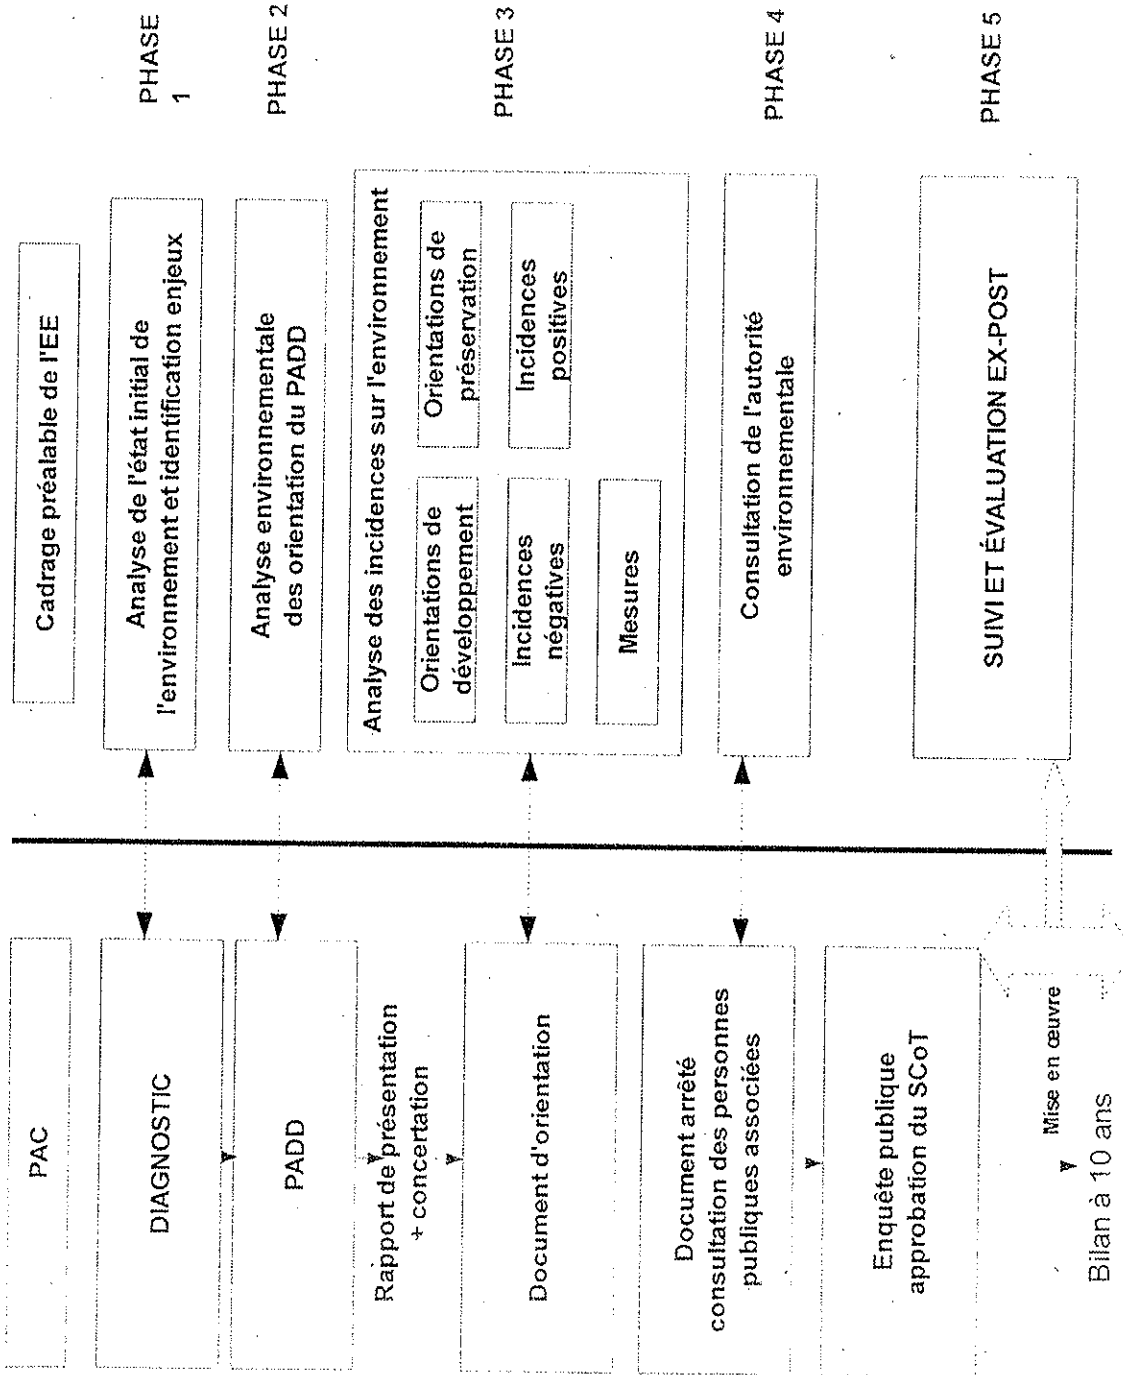 PAC
Cadrage préalable de l'EE
DIAGNOSTIC
Analyse de l'état initial de
l'environnement et identification enjeux
PHASE
1
PADD
Analyse environnementale
des orientation du PADD
PHASE 2
Rapport de présentation
+ concertation
Document d'orientation
Analyse des incidences sur l'environnement
Orientations de
développement
Orientations de
préservation
Incidences
négatives
Incidences
positives
Mesures
PHASE 3
Document arrêté
consultation des personnes
publiques associées
Consultation de l'autorité
environnementale
PHASE 4
Enquête publique
approbation du SCoT
SUIVI ET ÉVALUATION EX-POST
PHASE 5
Mise en œuvre
Bilan à 10 ans